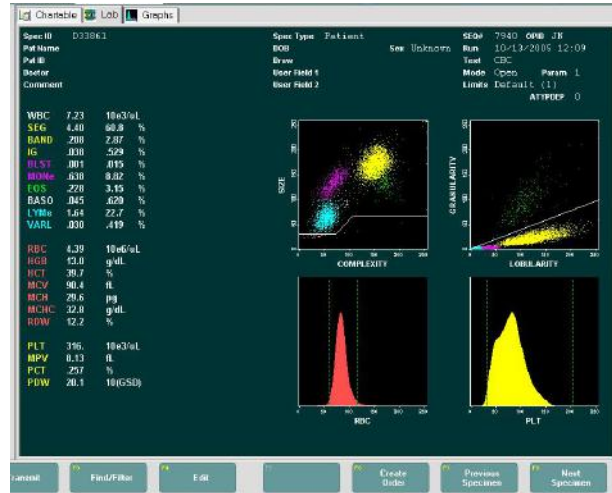 Chartable Lab Graphs
Spec ID D33861 Spec Type Patient SEQ# 7940 OPID JK
Pat Name DOB Sex Unknown Run 10/13/2005 12:09
Pat ID Draw Test CBC
Doctor User Field 1 Mode Open Param 1
Comment User Field 2 Limits Default (1)
ATYPDEP 0
WBC 7.23 10e3/uL
SEG 4.40 60.8 %
BAND .208 2.87 %
IG .038 .529 %
BLST .001 .015 %
MONe .638 8.82 %
EOS .228 3.15 %
BASO .045 .620 %
LYMe 1.64 22.7 %
VARL .030 .419 %
RBC 4.39 10e6/uL
HGB 13.0 g/dL
HCT 39.7 %
MCV 90.4 fL
MCH 29.6 pg
MCHC 32.8 g/dL
RDW 12.2 %
PLT 316. 10e3/uL
MPV 8.13 fL
PCT .257 %
PDW 20.1 10(GSD)
SIZE
COMPLEXITY
GRANULARITY
LOBULARITY
RBC
PLT
Find/Filter
Edit
Create Order
Previous Specimen
Next Specimen